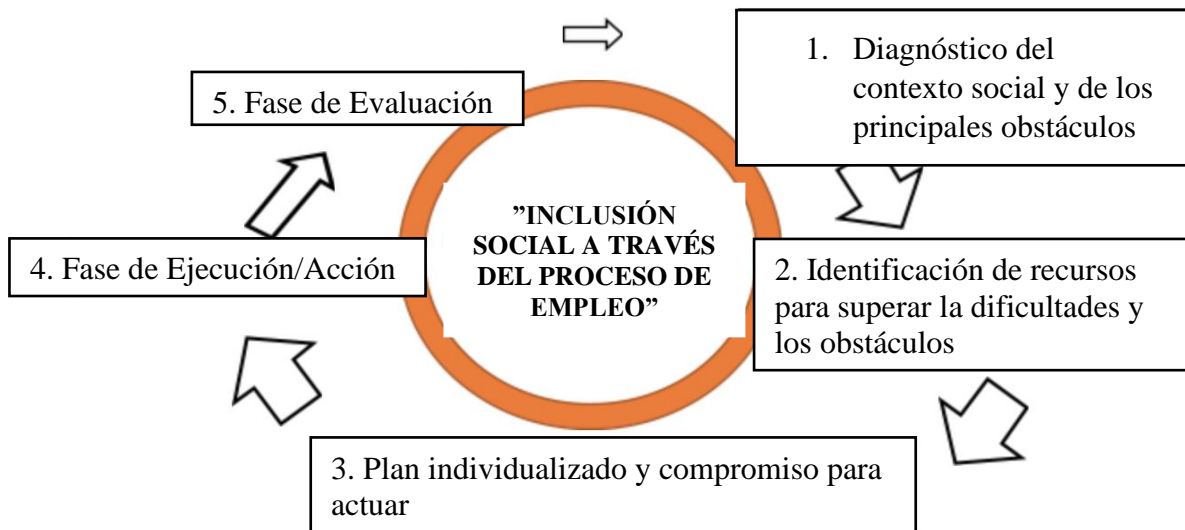 1. Diagnóstico del
contexto social y de los
principales obstáculos
5. Fase de Evaluación
”INCLUSIÓN
SOCIAL A TRAVÉS
DEL PROCESO DE
EMPLEO”
4. Fase de Ejecución/Acción
2. Identificación de recursos
para superar la dificultades y
los obstáculos
3. Plan individualizado y compromiso para
actuar